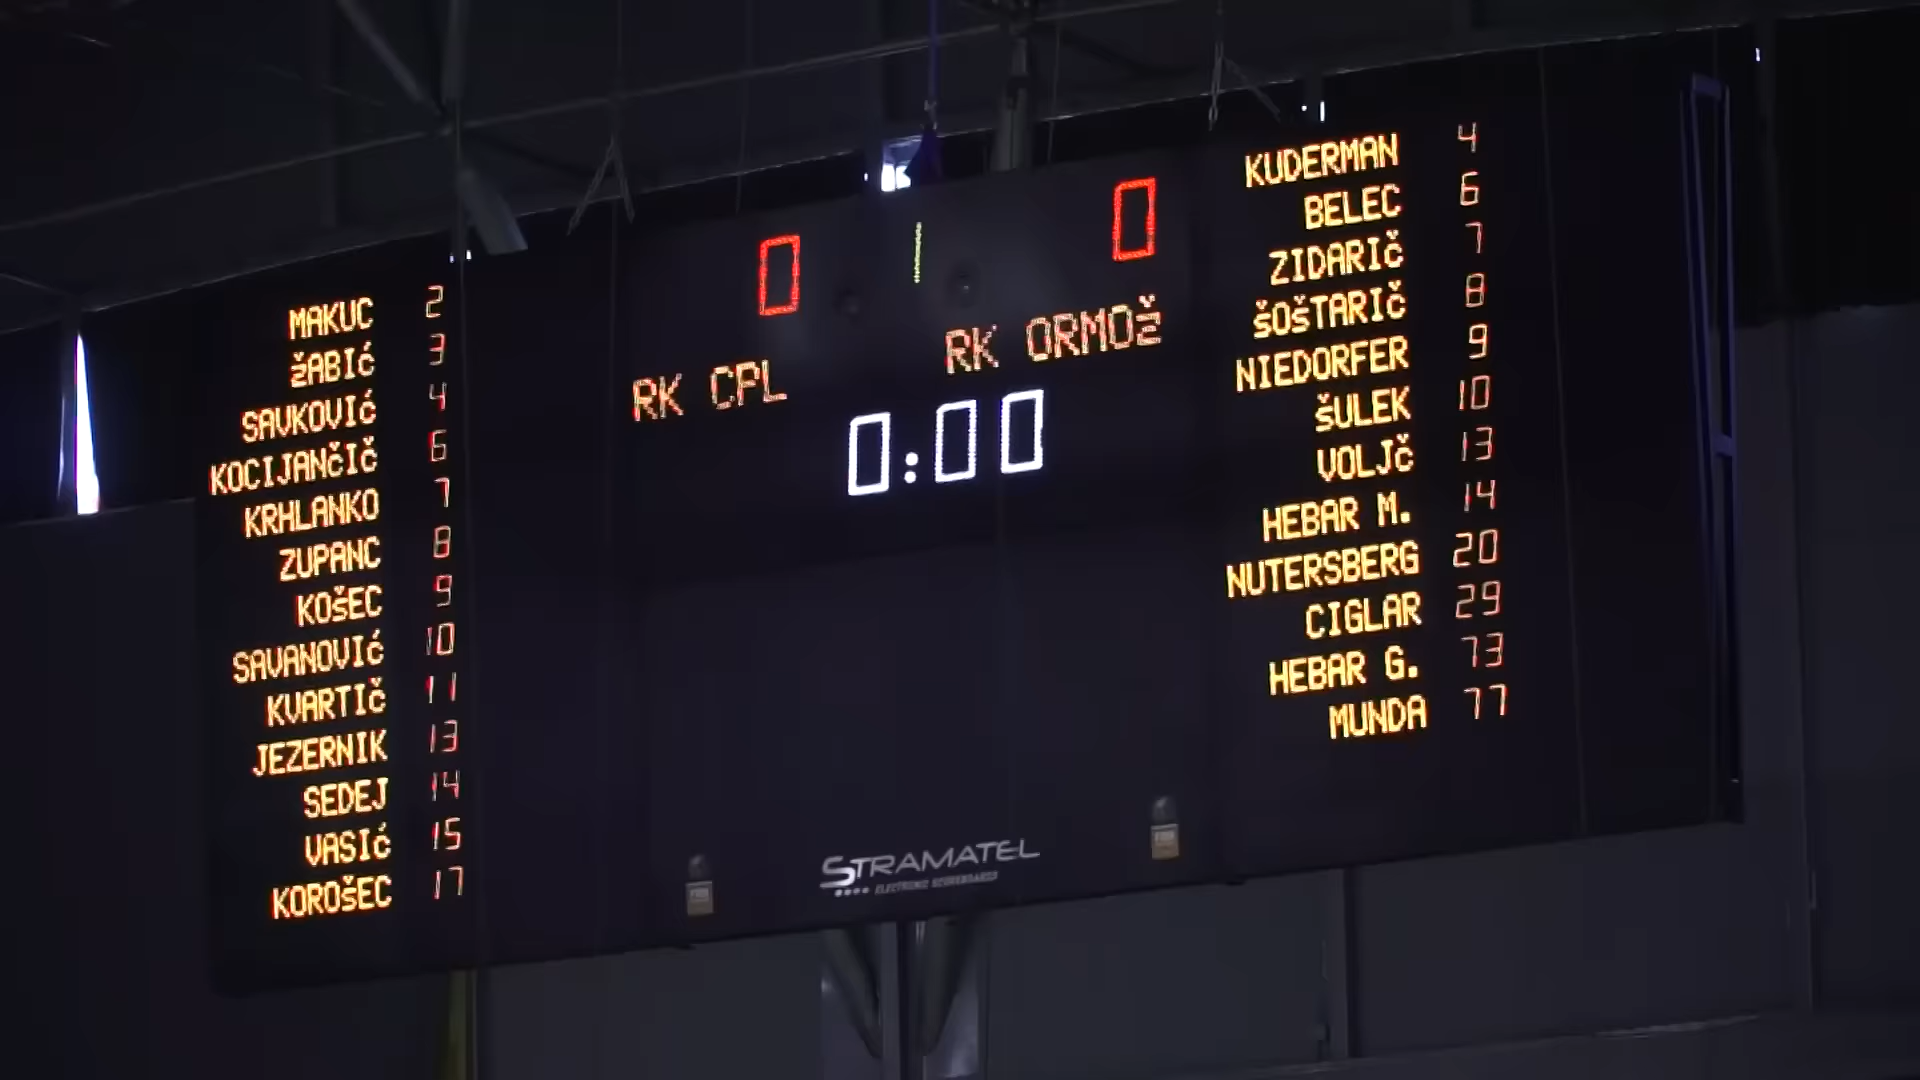 0 1 0
RK CPL RK ORMOž
0:00
MAKUC 2
žABIć 3
SAVKOVIć 4
KOCIJANčIč 6
KRHLANKO 7
ZUPANC 8
KOšEC 9
SAVANOVIć 10
KVARTIč 11
JEZERNIK 13
SEDEJ 14
VASIć 15
KOROšEC 17
KUDERMAN 4
BELEC 6
ZIDARIč 7
šOšTARIč 8
NIEDORFER 9
šULEK 10
VOLJč 13
HEBAR M. 14
NUTERSBERG 20
CIGLAR 29
HEBAR G. 73
MUNDA 77
STRAMATEL
ELECTRONIC SCOREBOARDS